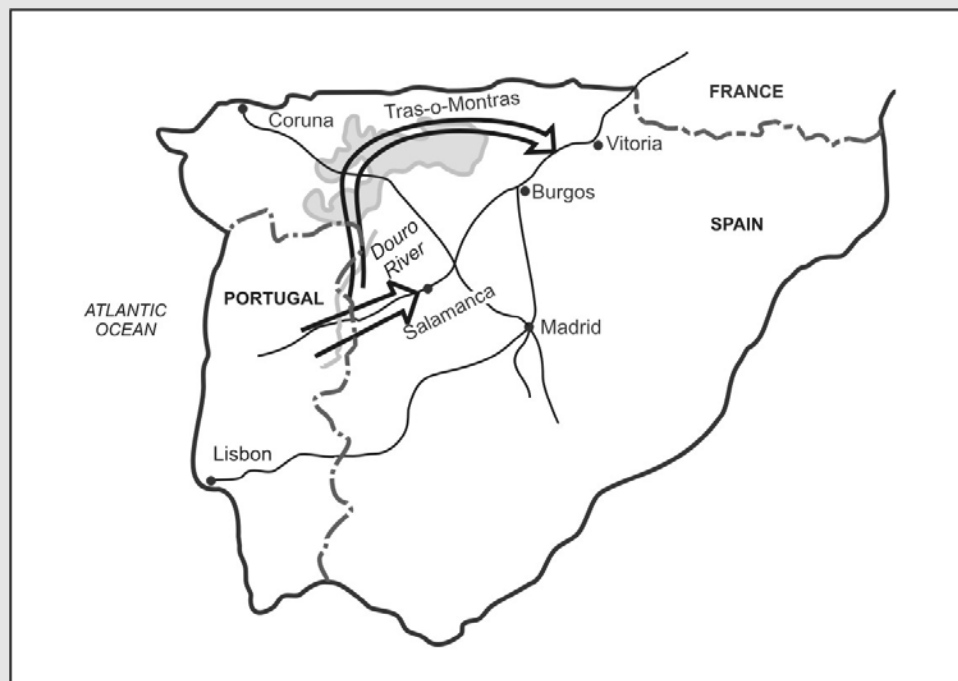 FRANCE
Tras-o-Montras
Coruna
Vitoria
Burgos
SPAIN
Douro
River
PORTUGAL
ATLANTIC
OCEAN
Salamanca
Madrid
Lisbon